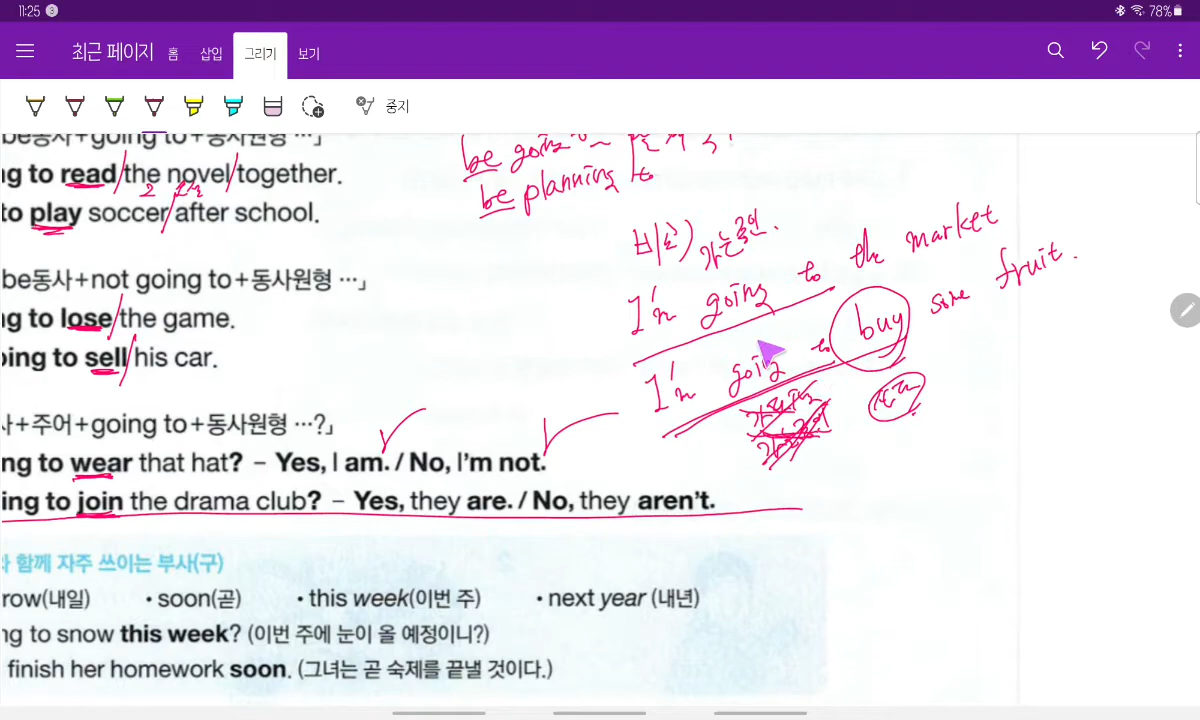 11:25 3 78%
최근 페이지 홈 삽입 그리기 보기
중지
be동사+going to+동사원형 …」
g to read/the novel/together.
to play soccer/after school.
be going to
be planning to
비교)
I'm going to the market
I'm going to buy some fruit.
be동사+not going to+동사원형 …」
g to lose/the game.
oing to sell/his car.
사+주어+going to+동사원형 …?」
ng to wear that hat? – Yes, I am. / No, I'm not.
ing to join the drama club? – Yes, they are. / No, they aren't.
함께 자주 쓰이는 부사(구)
row(내일) • soon(곧) • this week(이번 주) • next year (내년)
ng to snow this week? (이번 주에 눈이 올 예정이니?)
finish her homework soon. (그녀는 곧 숙제를 끝낼 것이다.)